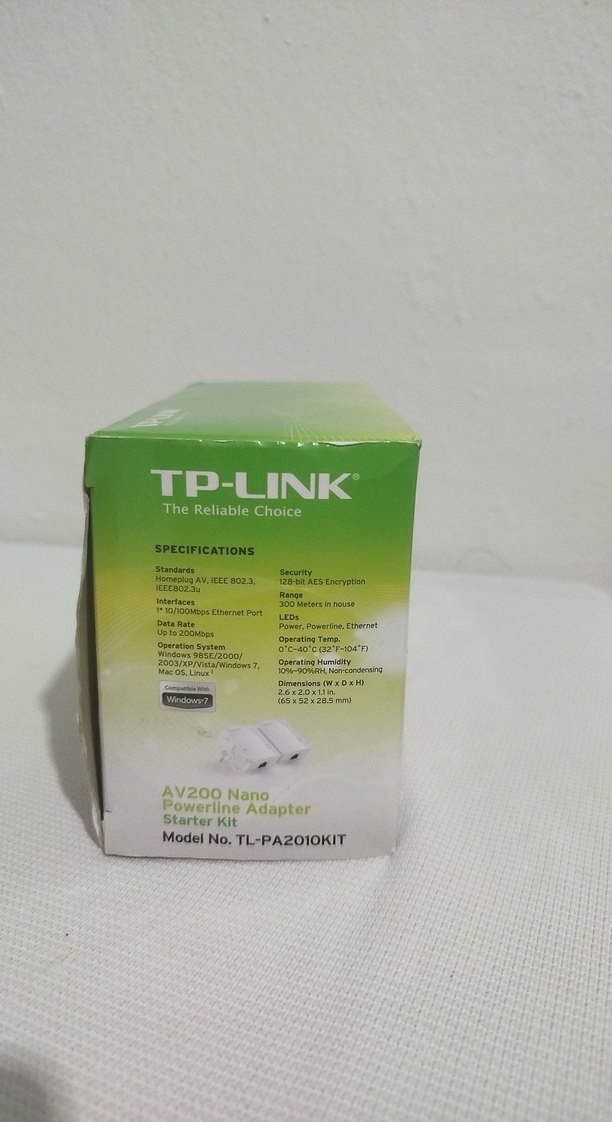 TP-LINK
TP-LINK®
The Reliable Choice
SPECIFICATIONS
Standards
Homeplug AV, IEEE 802.3,
IEEE802.3u
Interfaces
1* 10/100Mbps Ethernet Port
Data Rate
Up to 200Mbps
Operation System
Windows 98SE/2000/
2003/XP/Vista/Windows 7,
Mac OS, Linux¹
Compatible With
Windows®7
Security
128-bit AES Encryption
Range
300 Meters in house
LEDs
Power, Powerline, Ethernet
Operating Temp.
0°C~40°C (32°F~104°F)
Operating Humidity
10%~90%RH, Non-condensing
Dimensions (W x D x H)
2.6 x 2.0 x 1.1 in.
(65 x 52 x 28.5 mm)
AV200 Nano
Powerline Adapter
Starter Kit
Model No. TL-PA2010KIT